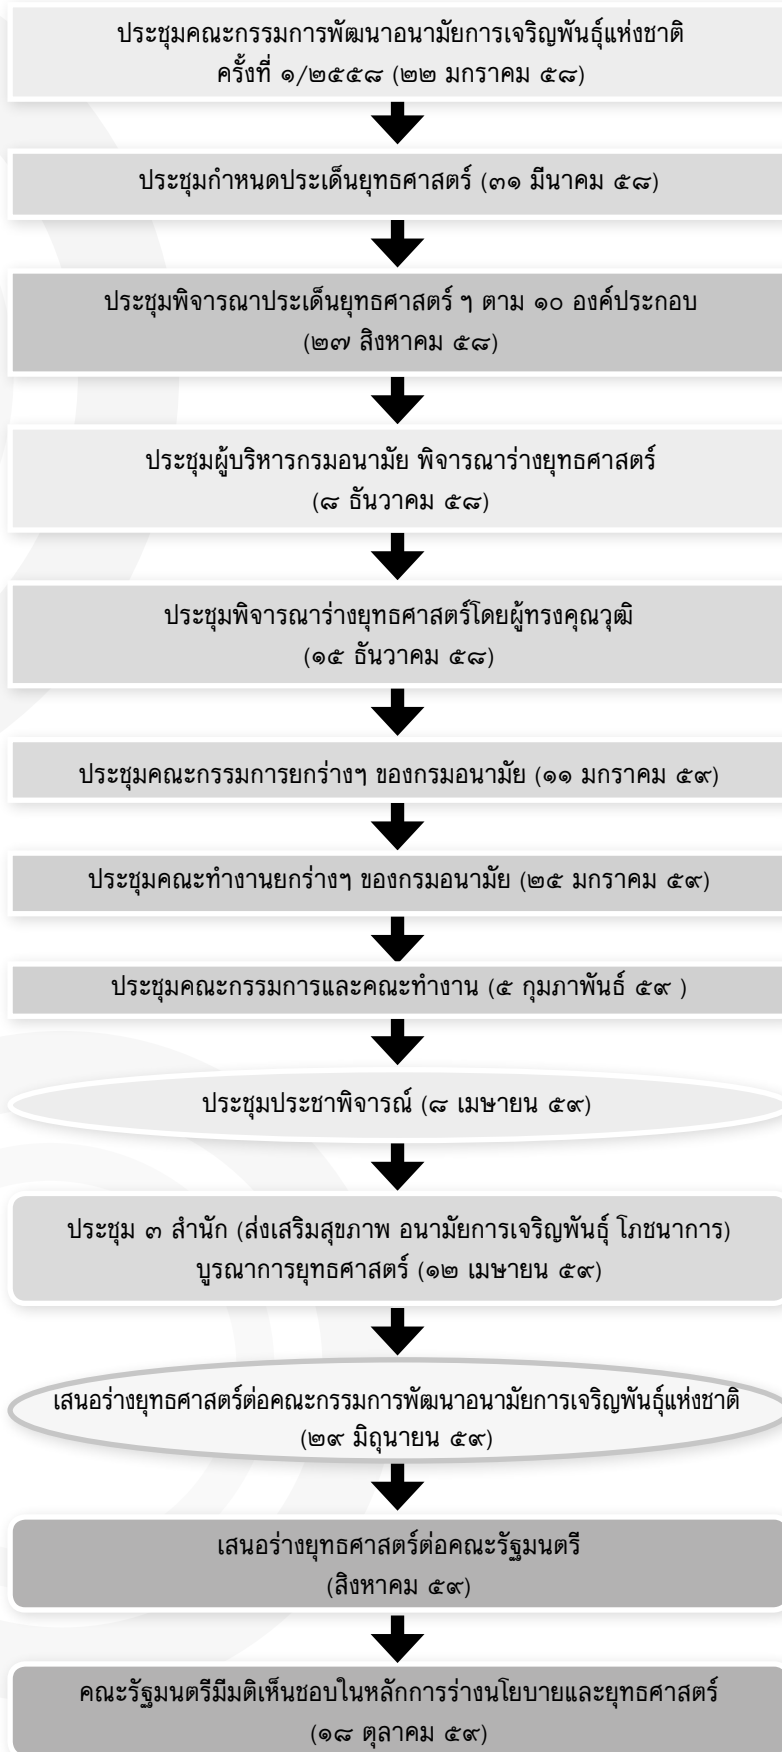 ประชุมคณะกรรมการพัฒนาอนามัยการเจริญพันธุ์แห่งชาติ
ครั้งที่ ๑/๒๕๕๘ (๒๒ มกราคม ๕๘)
ประชุมกำหนดประเด็นยุทธศาสตร์ (๓๑ มีนาคม ๕๘)
ประชุมพิจารณาประเด็นยุทธศาสตร์ ๆ ตาม ๑๐ องค์ประกอบ
(๒๗ สิงหาคม ๕๘)
ประชุมผู้บริหารกรมอนามัย พิจารณาร่างยุทธศาสตร์
(๘ ธันวาคม ๕๘)
ประชุมพิจารณาร่างยุทธศาสตร์โดยผู้ทรงคุณวุฒิ
(๑๕ ธันวาคม ๕๘)
ประชุมคณะกรรมการยกร่างๆ ของกรมอนามัย (๑๑ มกราคม ๕๙)
ประชุมคณะทำงานยกร่างๆ ของกรมอนามัย (๒๕ มกราคม ๕๙)
ประชุมคณะกรรมการและคณะทำงาน (๕ กุมภาพันธ์ ๕๙ )
ประชุมประชาพิจารณ์ (๘ เมษายน ๕๙)
ประชุม ๓ สำนัก (ส่งเสริมสุขภาพ อนามัยการเจริญพันธุ์ โภชนาการ)
บูรณาการยุทธศาสตร์ (๑๒ เมษายน ๕๙)
เสนอร่างยุทธศาสตร์ต่อคณะกรรมการพัฒนาอนามัยการเจริญพันธุ์แห่งชาติ
(๒๙ มิถุนายน ๕๙)
เสนอร่างยุทธศาสตร์ต่อคณะรัฐมนตรี
(สิงหาคม ๕๙)
คณะรัฐมนตรีมีมติเห็นชอบในหลักการร่างนโยบายและยุทธศาสตร์
(๑๘ ตุลาคม ๕๙)